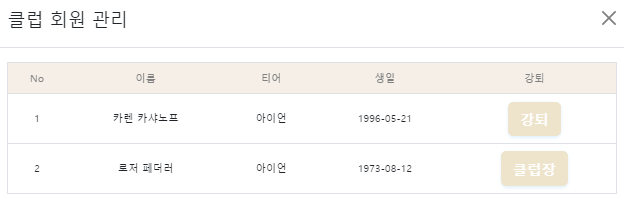 클럽 회원 관리
No 이름 티어 생일 강퇴
1 카렌 카샤노프 아이언 1996-05-21 강퇴
2 로저 페더러 아이언 1973-08-12 클럽장